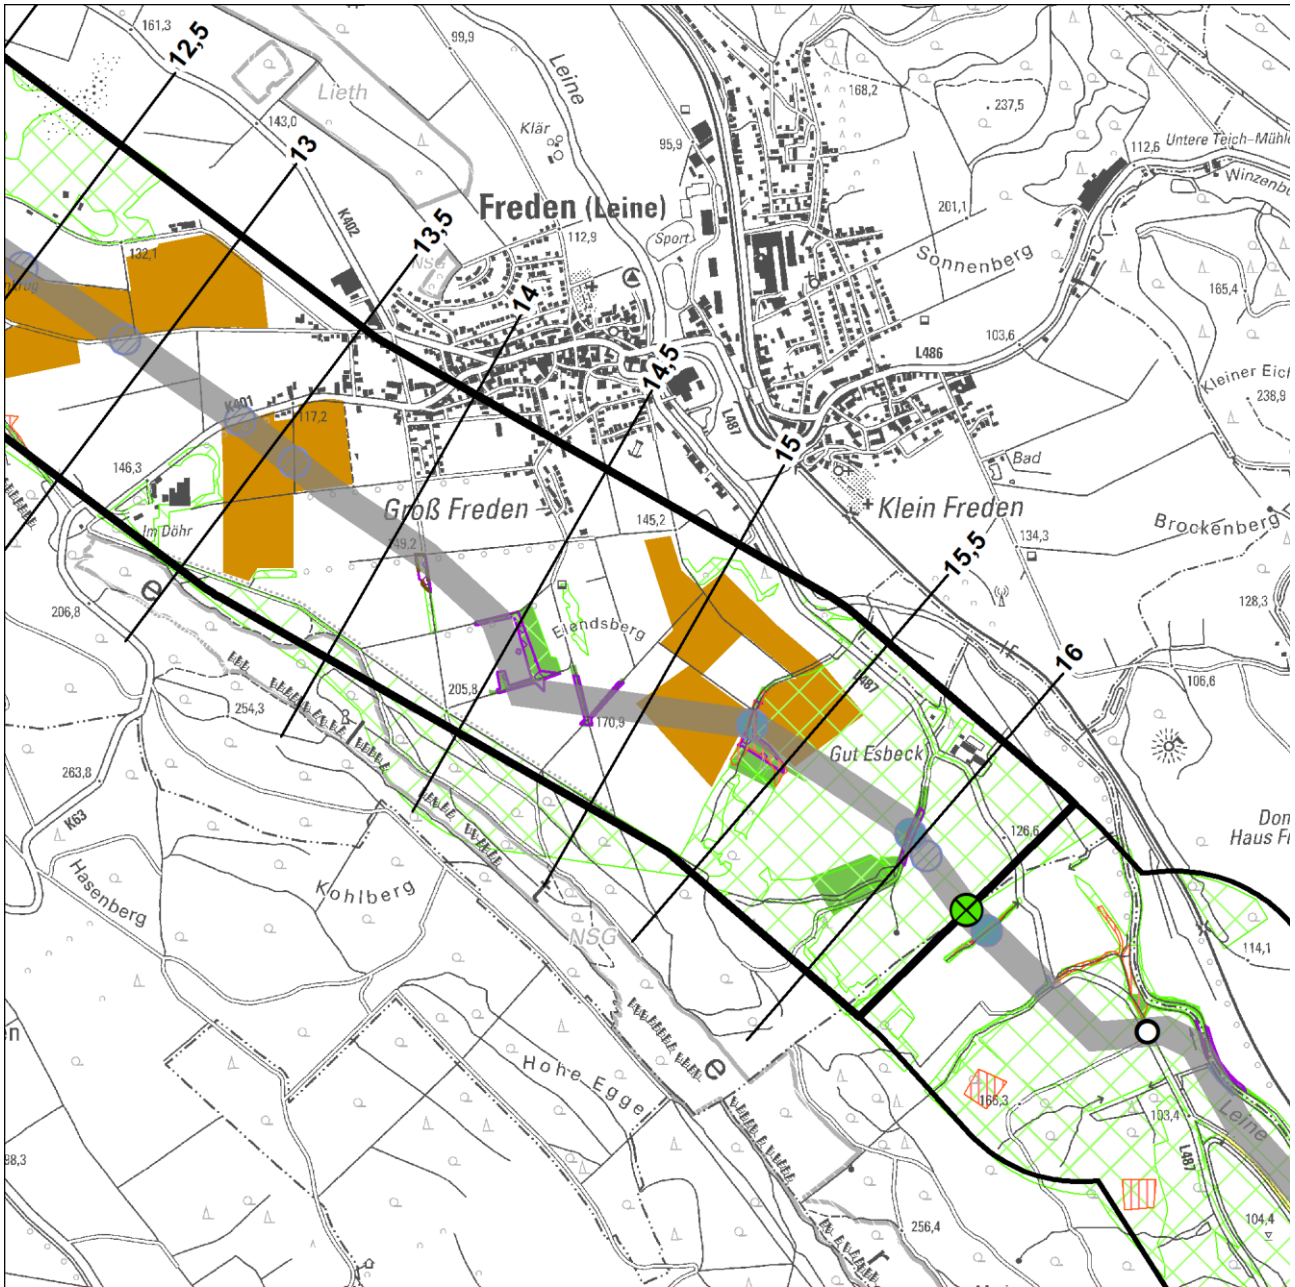 161,3
12,5
99,9
Leine
Lieth
143,0
Klär
95,9
168,2
237,5
112,6
Untere Teich-Mühle
13
K402
Freden (Leine)
201,1
13,5
112,9
Sport
Sonnenberg
132,1
NSG
165,4
14
L486
103,6
14,5
Kleiner Eich
238,9
K401
117,2
L487
15
146,3
Bad
Im Döhr
Groß Freden
145,2
Klein Freden
Brockenberg
149,2
134,3
15,5
206,8
e
Elendsberg
128,3
16
205,8
L487
106,6
254,3
170,9
l
Gut Esbeck
263,8
K63
126,6
Dom
Haus Fr
Hasenberg
Kohlberg
NSG
114,1
Hohe Egge
e
166,3
103,4
Leine
98,3
L487
256,4
104,4
r